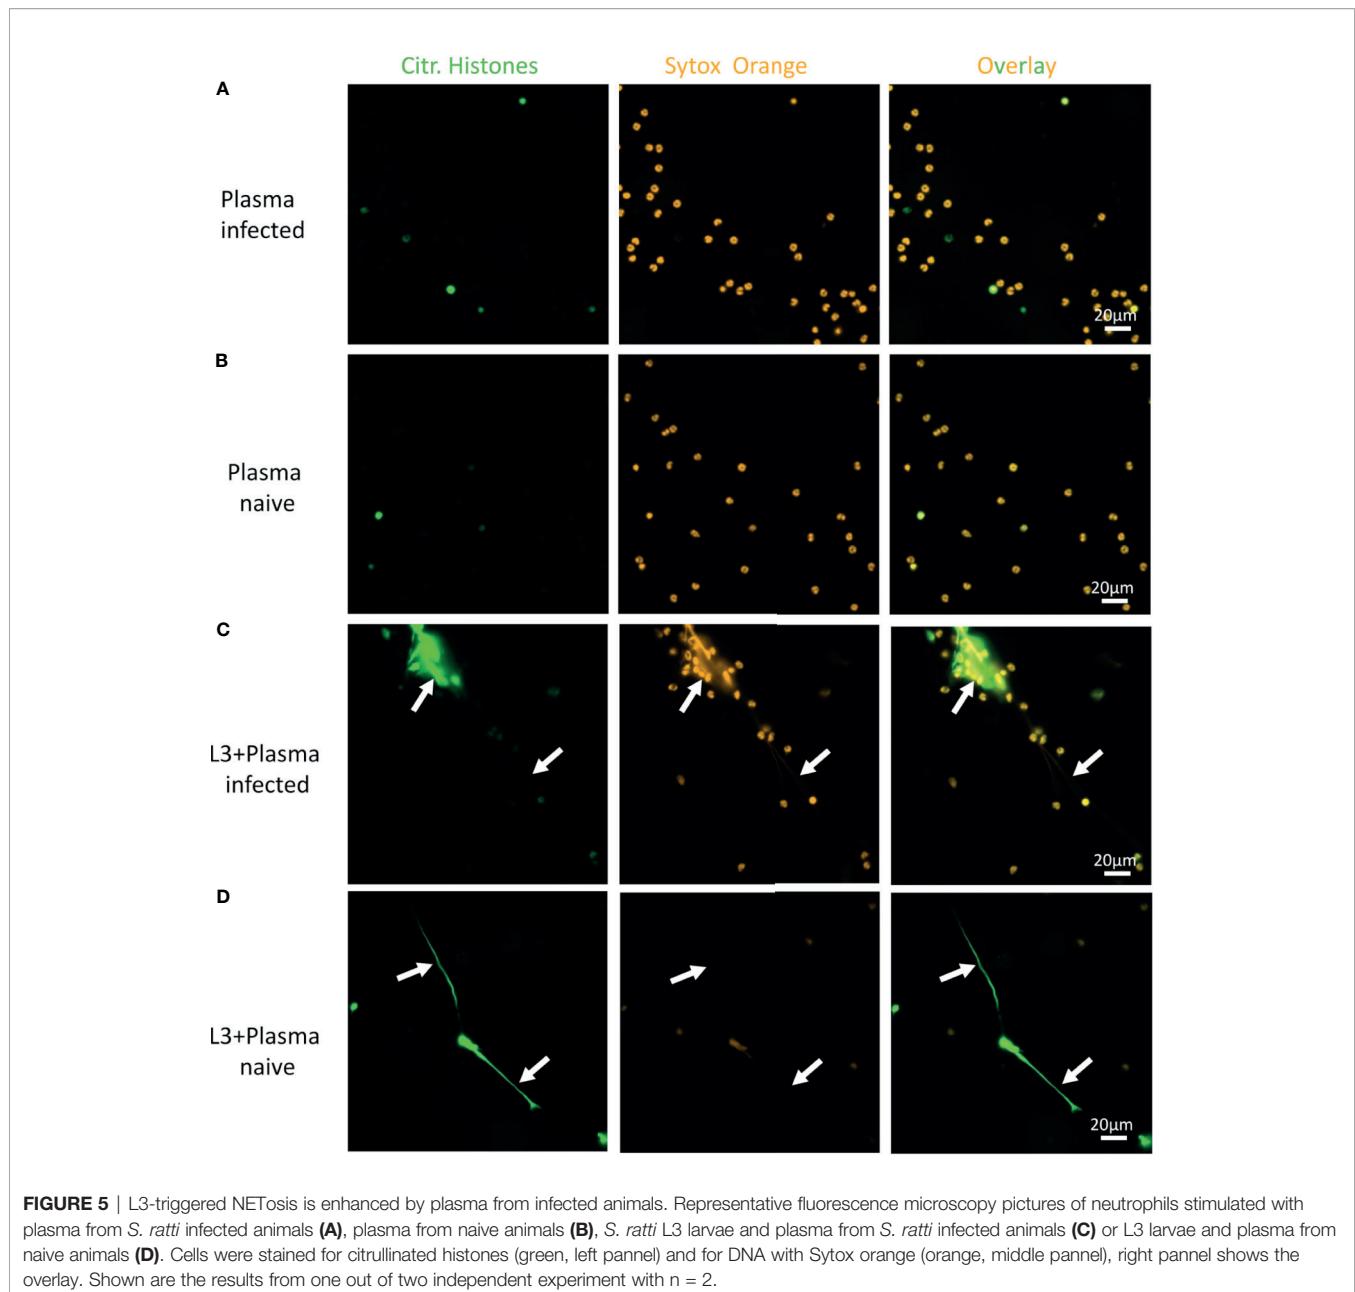 Citr. Histones Sytox Orange Overlay
A
Plasma
infected
20µm
B
Plasma
naive
20µm
C
L3+Plasma
infected
20µm
D
L3+Plasma
naive
20µm
FIGURE 5 | L3-triggered NETosis is enhanced by plasma from infected animals. Representative fluorescence microscopy pictures of neutrophils stimulated with
plasma from S. ratti infected animals (A), plasma from naive animals (B), S. ratti L3 larvae and plasma from S. ratti infected animals (C) or L3 larvae and plasma from
naive animals (D). Cells were stained for citrullinated histones (green, left pannel) and for DNA with Sytox orange (orange, middle pannel), right pannel shows the
overlay. Shown are the results from one out of two independent experiment with n = 2.